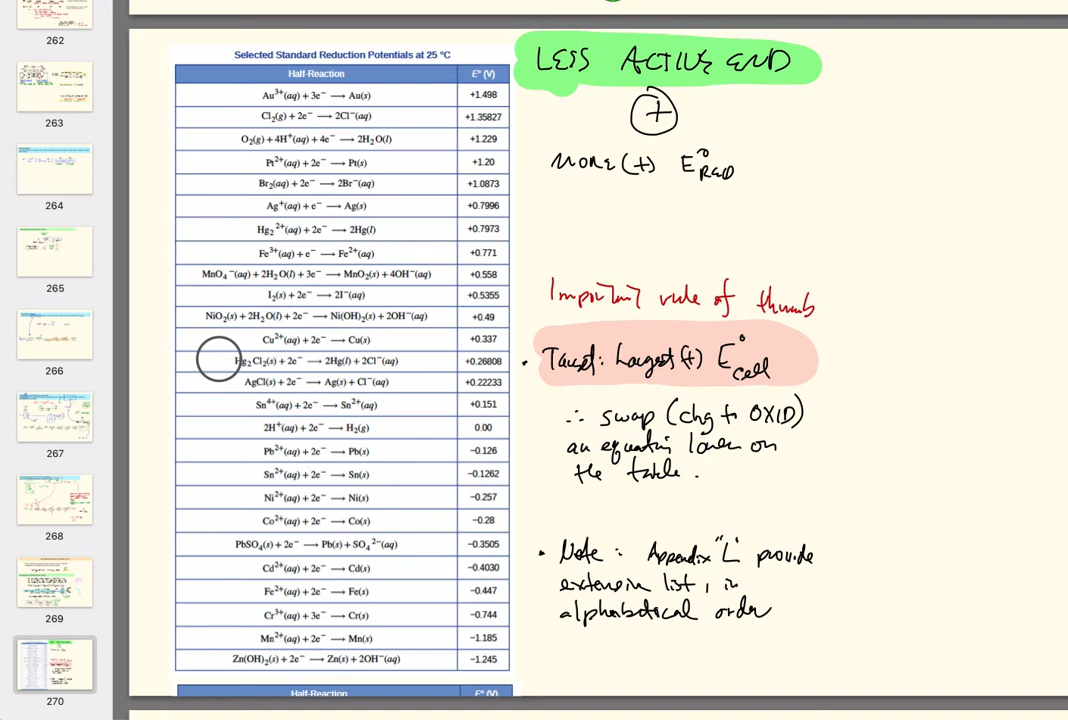 262
263
264
265
266
267
268
269
270
Selected Standard Reduction Potentials at 25 °C
Half-Reaction E° (V)
Au³⁺(aq) + 3e⁻ ⟶ Au(s) +1.498
Cl₂(g) + 2e⁻ ⟶ 2Cl⁻(aq) +1.35827
O₂(g) + 4H⁺(aq) + 4e⁻ ⟶ 2H₂O(l) +1.229
Pt²⁺(aq) + 2e⁻ ⟶ Pt(s) +1.20
Br₂(aq) + 2e⁻ ⟶ 2Br⁻(aq) +1.0873
Ag⁺(aq) + e⁻ ⟶ Ag(s) +0.7996
Hg₂²⁺(aq) + 2e⁻ ⟶ 2Hg(l) +0.7973
Fe³⁺(aq) + e⁻ ⟶ Fe²⁺(aq) +0.771
MnO₄⁻(aq) + 2H₂O(l) + 3e⁻ ⟶ MnO₂(s) + 4OH⁻(aq) +0.558
I₂(s) + 2e⁻ ⟶ 2I⁻(aq) +0.5355
NiO₂(s) + 2H₂O(l) + 2e⁻ ⟶ Ni(OH)₂(s) + 2OH⁻(aq) +0.49
Cu²⁺(aq) + 2e⁻ ⟶ Cu(s) +0.337
Hg₂Cl₂(s) + 2e⁻ ⟶ 2Hg(l) + 2Cl⁻(aq) +0.26808
AgCl(s) + 2e⁻ ⟶ Ag(s) + Cl⁻(aq) +0.22233
Sn⁴⁺(aq) + 2e⁻ ⟶ Sn²⁺(aq) +0.151
2H⁺(aq) + 2e⁻ ⟶ H₂(g) 0.00
Pb²⁺(aq) + 2e⁻ ⟶ Pb(s) −0.126
Sn²⁺(aq) + 2e⁻ ⟶ Sn(s) −0.1262
Ni²⁺(aq) + 2e⁻ ⟶ Ni(s) −0.257
Co²⁺(aq) + 2e⁻ ⟶ Co(s) −0.28
PbSO₄(s) + 2e⁻ ⟶ Pb(s) + SO₄²⁻(aq) −0.3505
Cd²⁺(aq) + 2e⁻ ⟶ Cd(s) −0.4030
Fe²⁺(aq) + 2e⁻ ⟶ Fe(s) −0.447
Cr³⁺(aq) + 3e⁻ ⟶ Cr(s) −0.744
Mn²⁺(aq) + 2e⁻ ⟶ Mn(s) −1.185
Zn(OH)₂(s) + 2e⁻ ⟶ Zn(s) + 2OH⁻(aq) −1.245
Half-Reaction E° (V)
LESS ACTIVE END
+
MORE (+) E°RED
Important rule of thumb
• Target: Largest (+) E°cell
∴ swap (chg to OXID)
an equation lower on
the table.
• Note: Appendix "L" provide
extensive list, in
alphabetical order